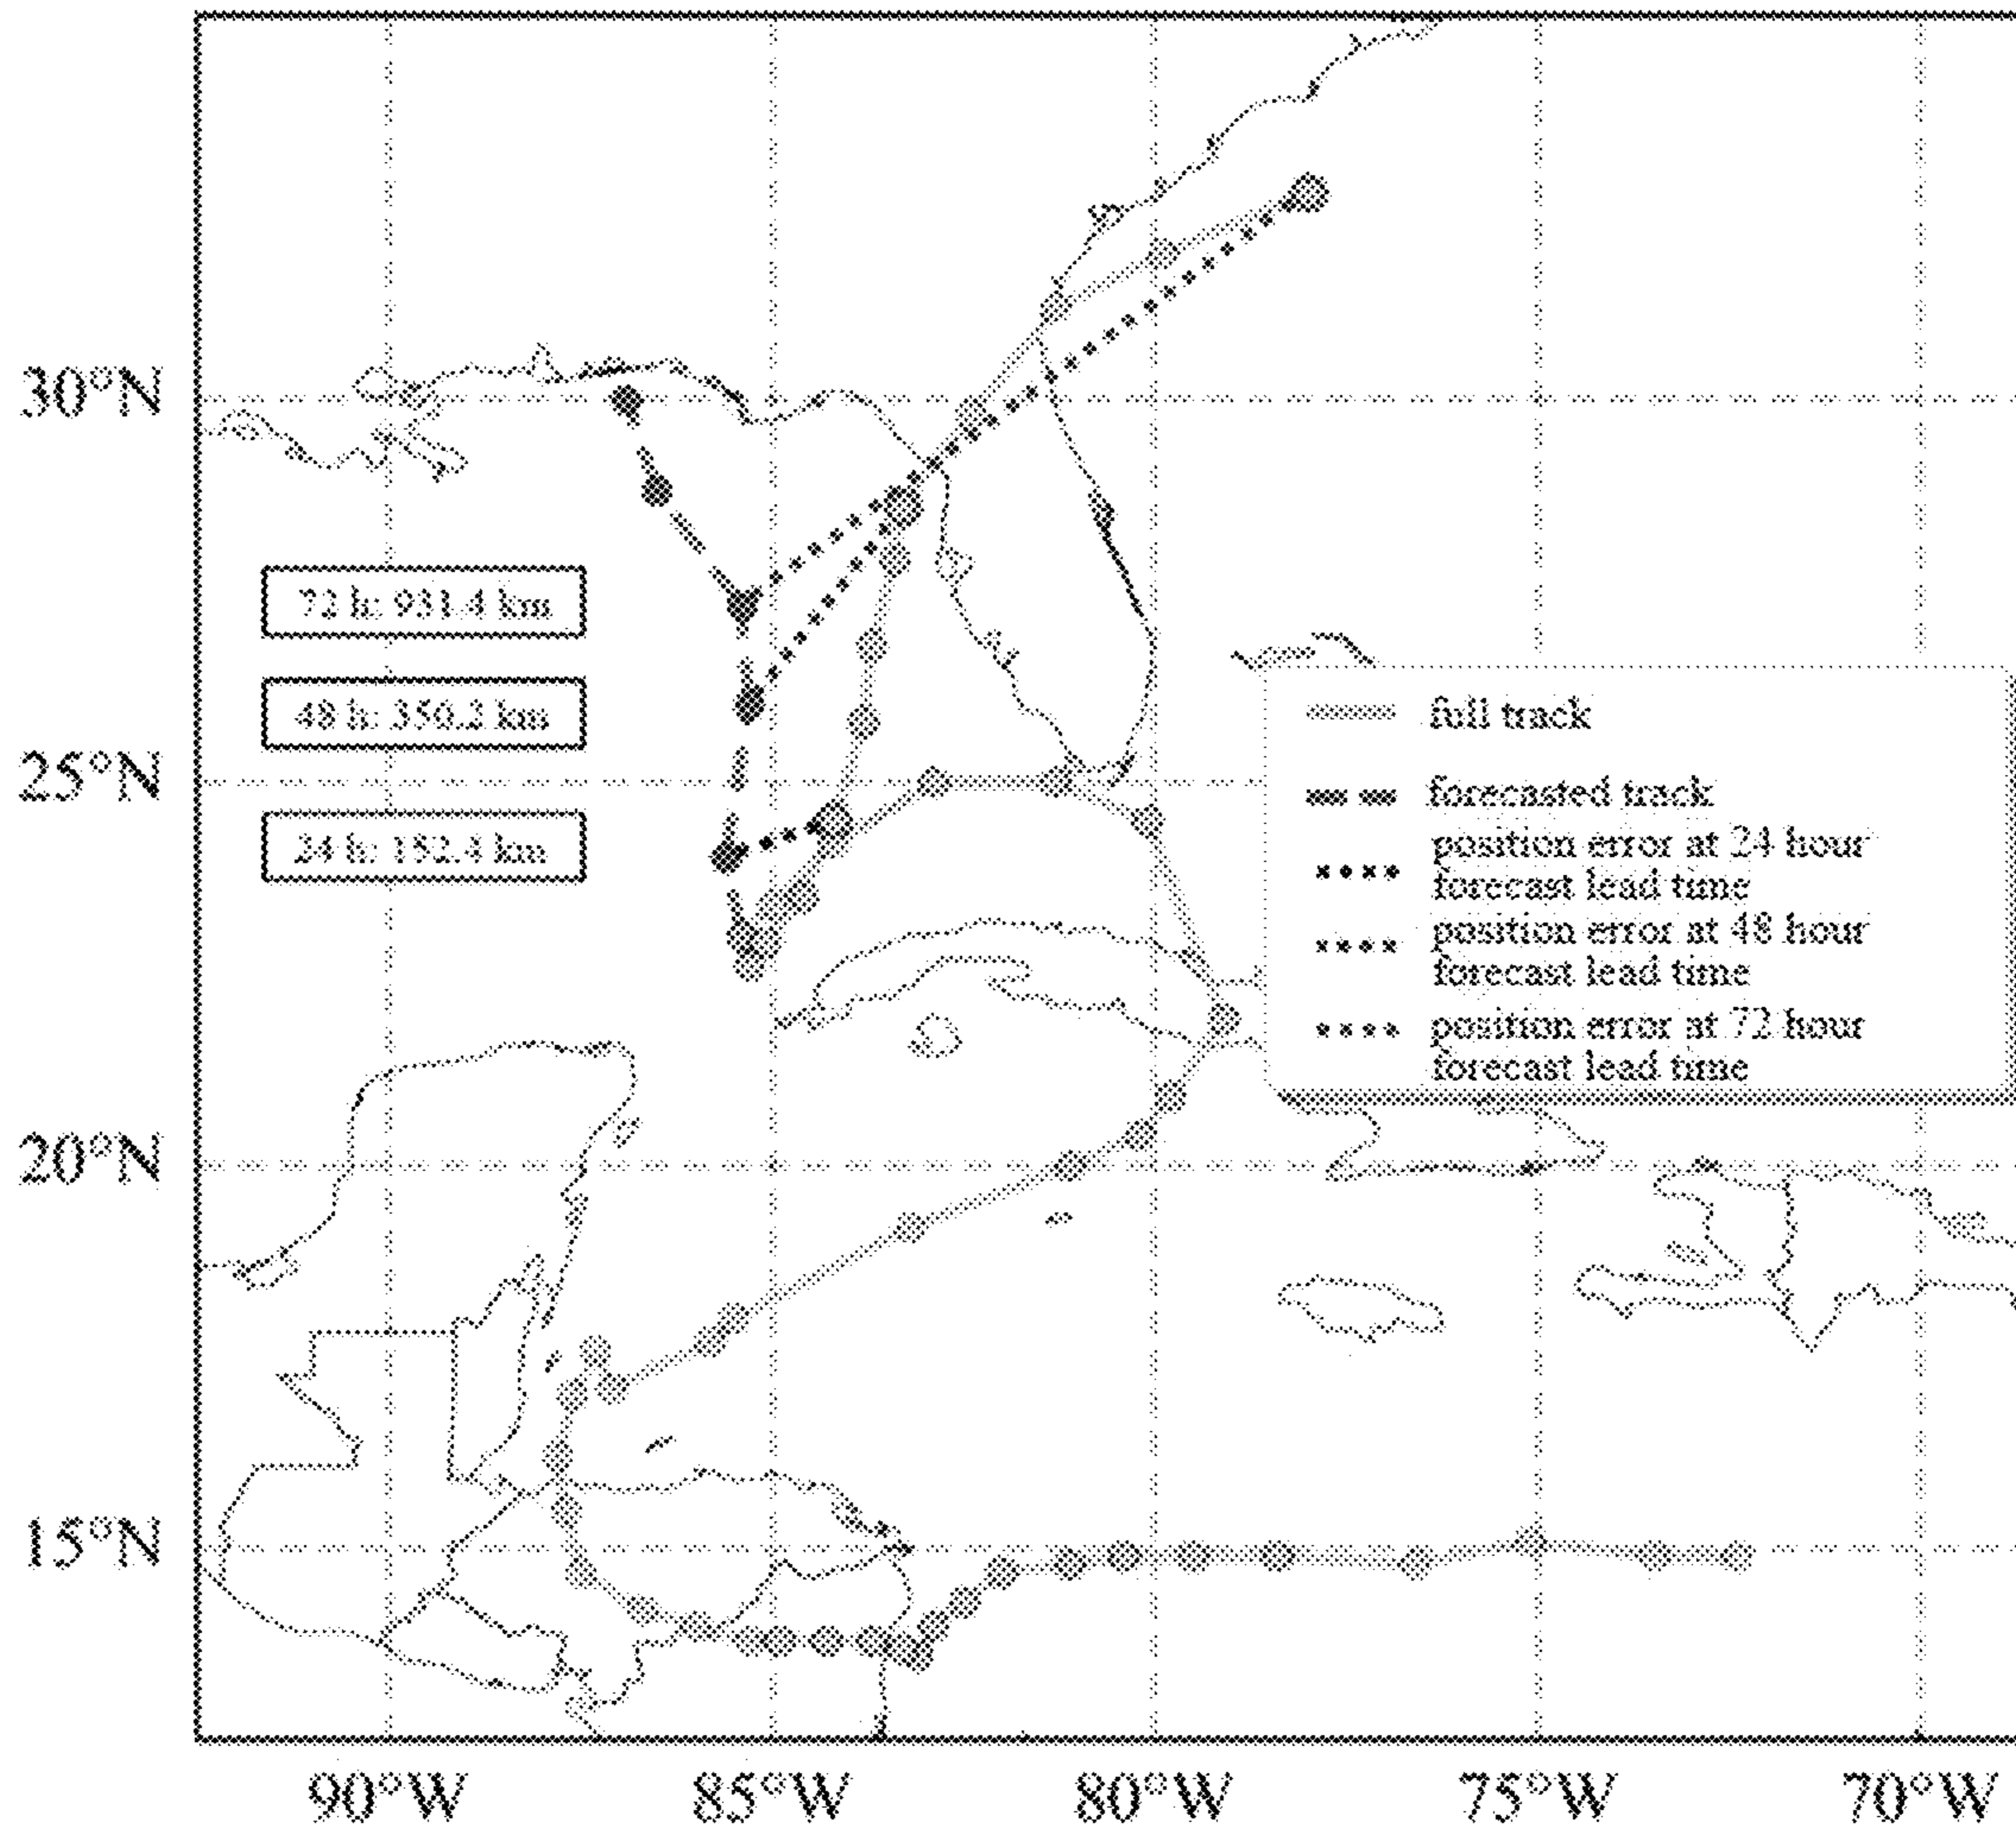 30°N
25°N
20°N
15°N
72 h: 931.4 km
48 h: 350.2 km
24 h: 152.4 km
full track
forecasted track
position error at 24 hour
forecast lead time
position error at 48 hour
forecast lead time
position error at 72 hour
forecast lead time
90°W
85°W
80°W
75°W
70°W